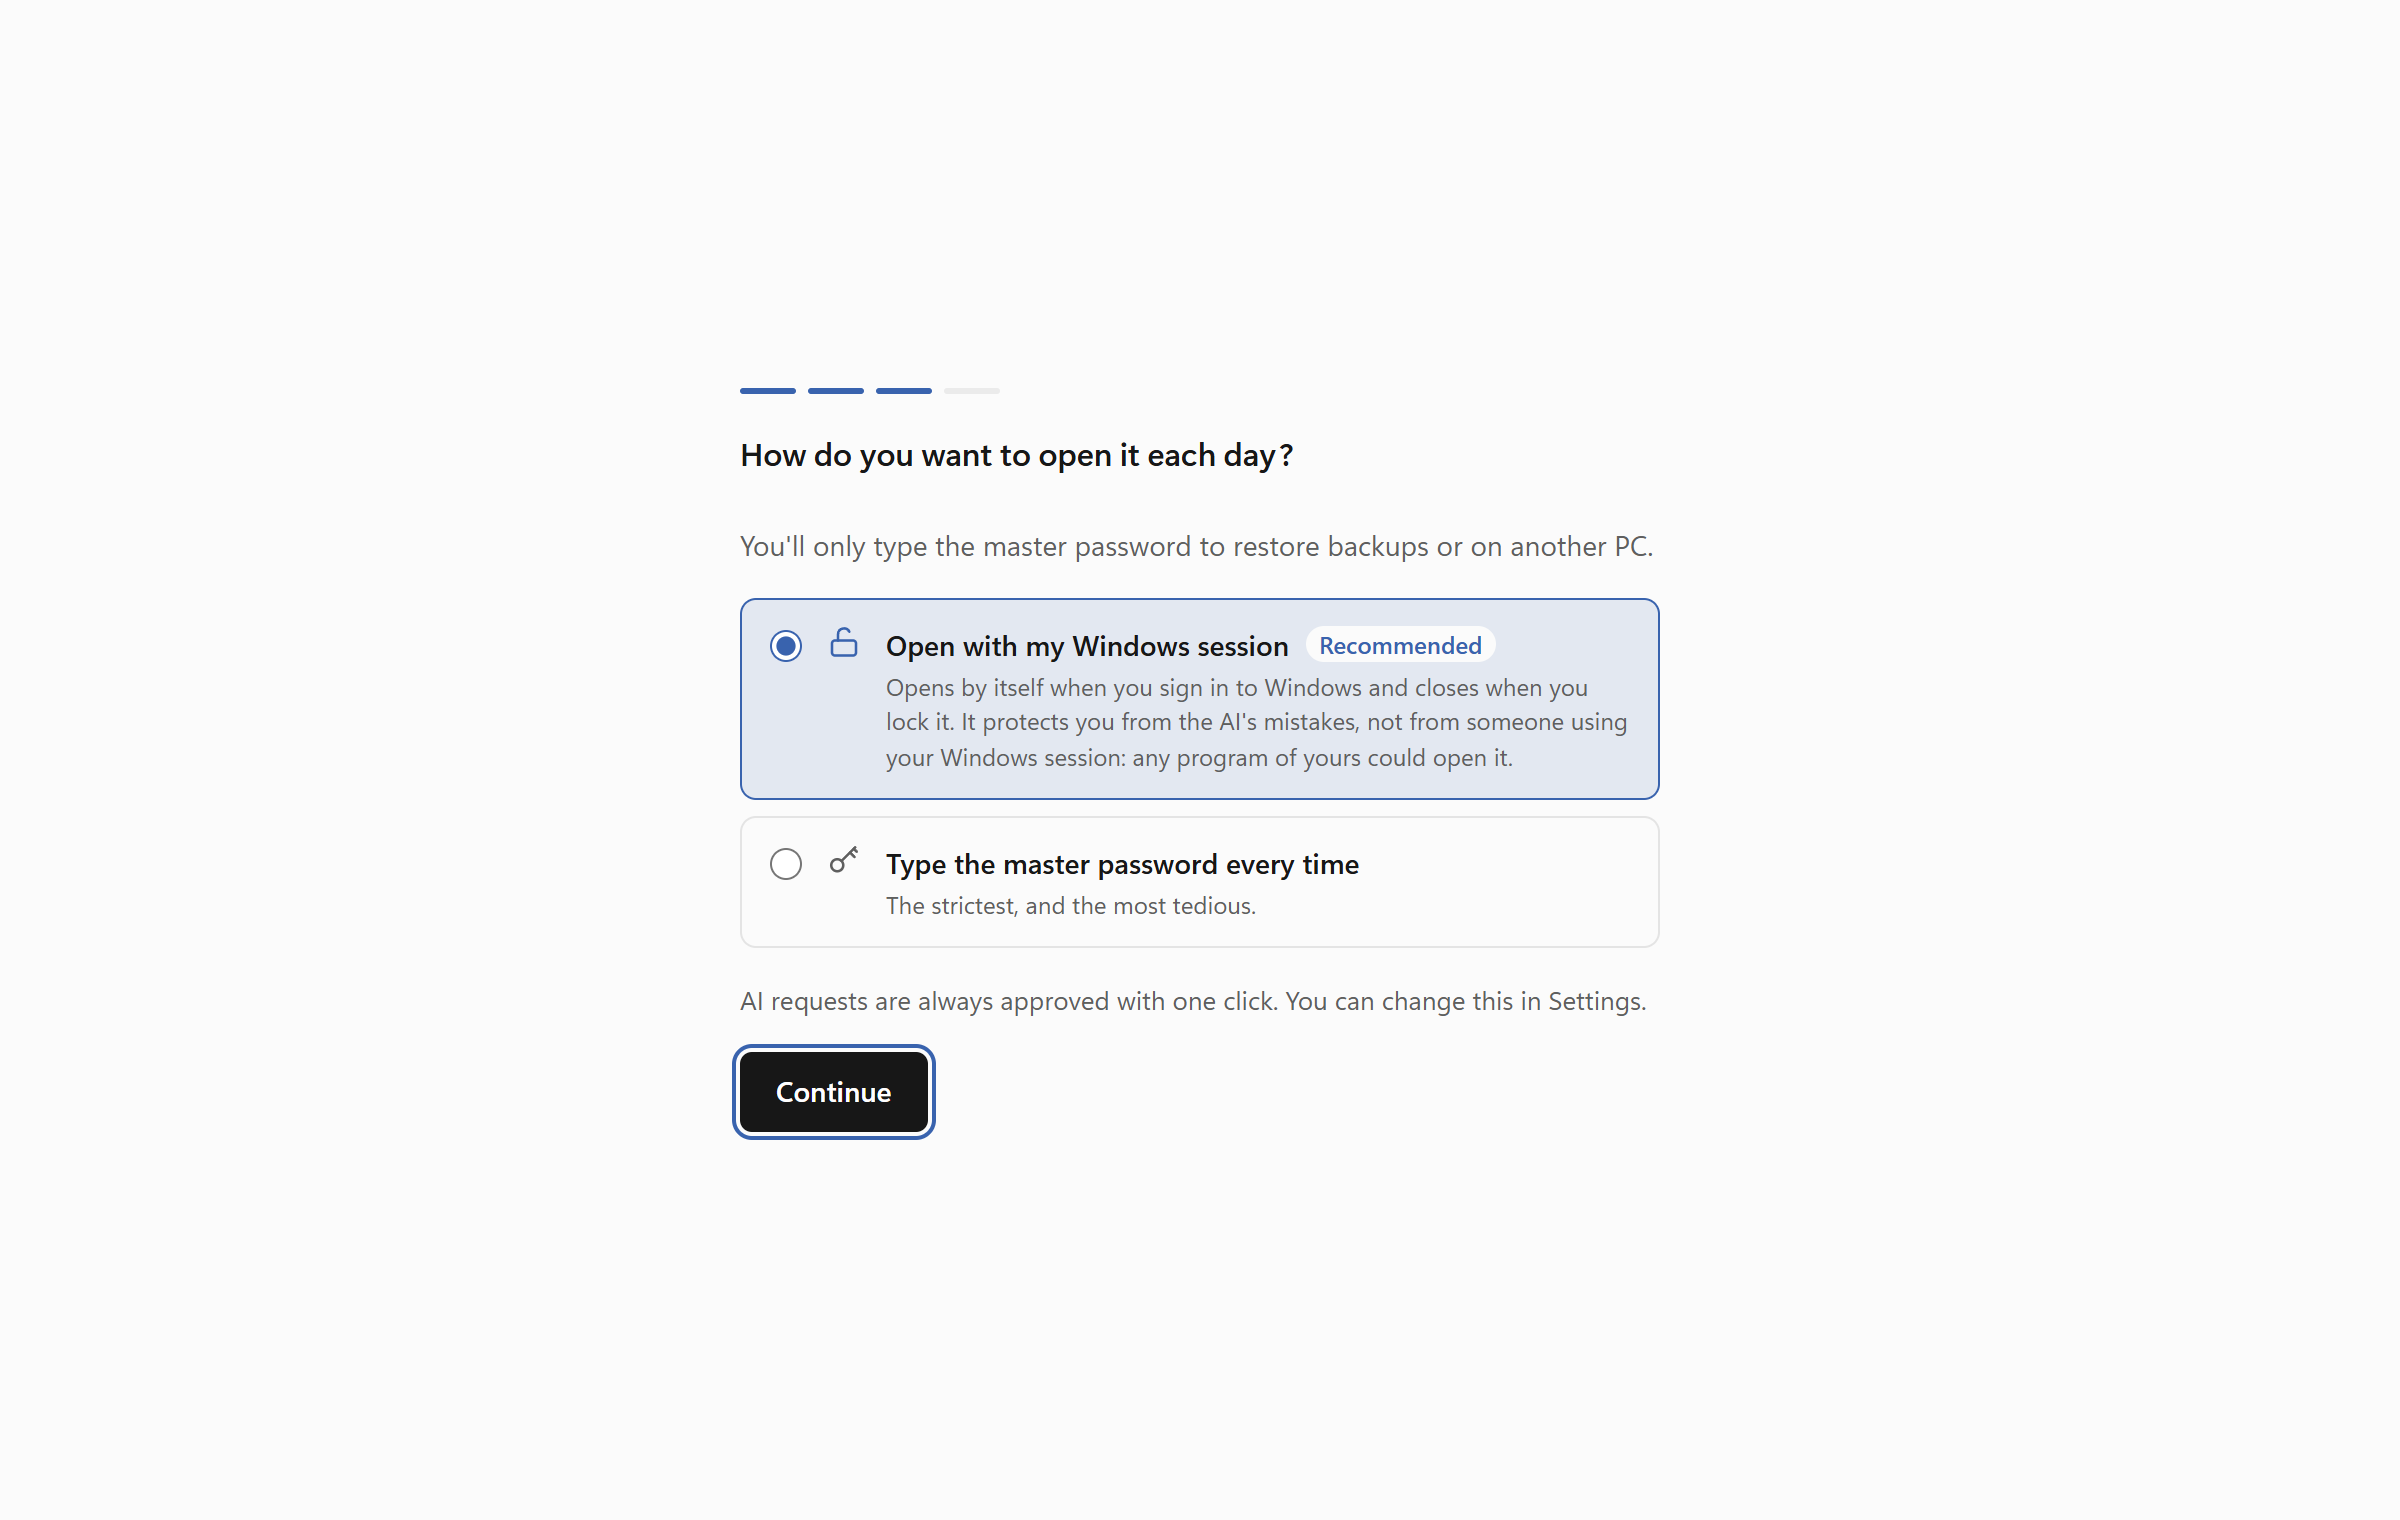 How do you want to open it each day?
You'll only type the master password to restore backups or on another PC.
Open with my Windows session Recommended
Opens by itself when you sign in to Windows and closes when you
lock it. It protects you from the AI's mistakes, not from someone using
your Windows session: any program of yours could open it.
Type the master password every time
The strictest, and the most tedious.
AI requests are always approved with one click. You can change this in Settings.
Continue